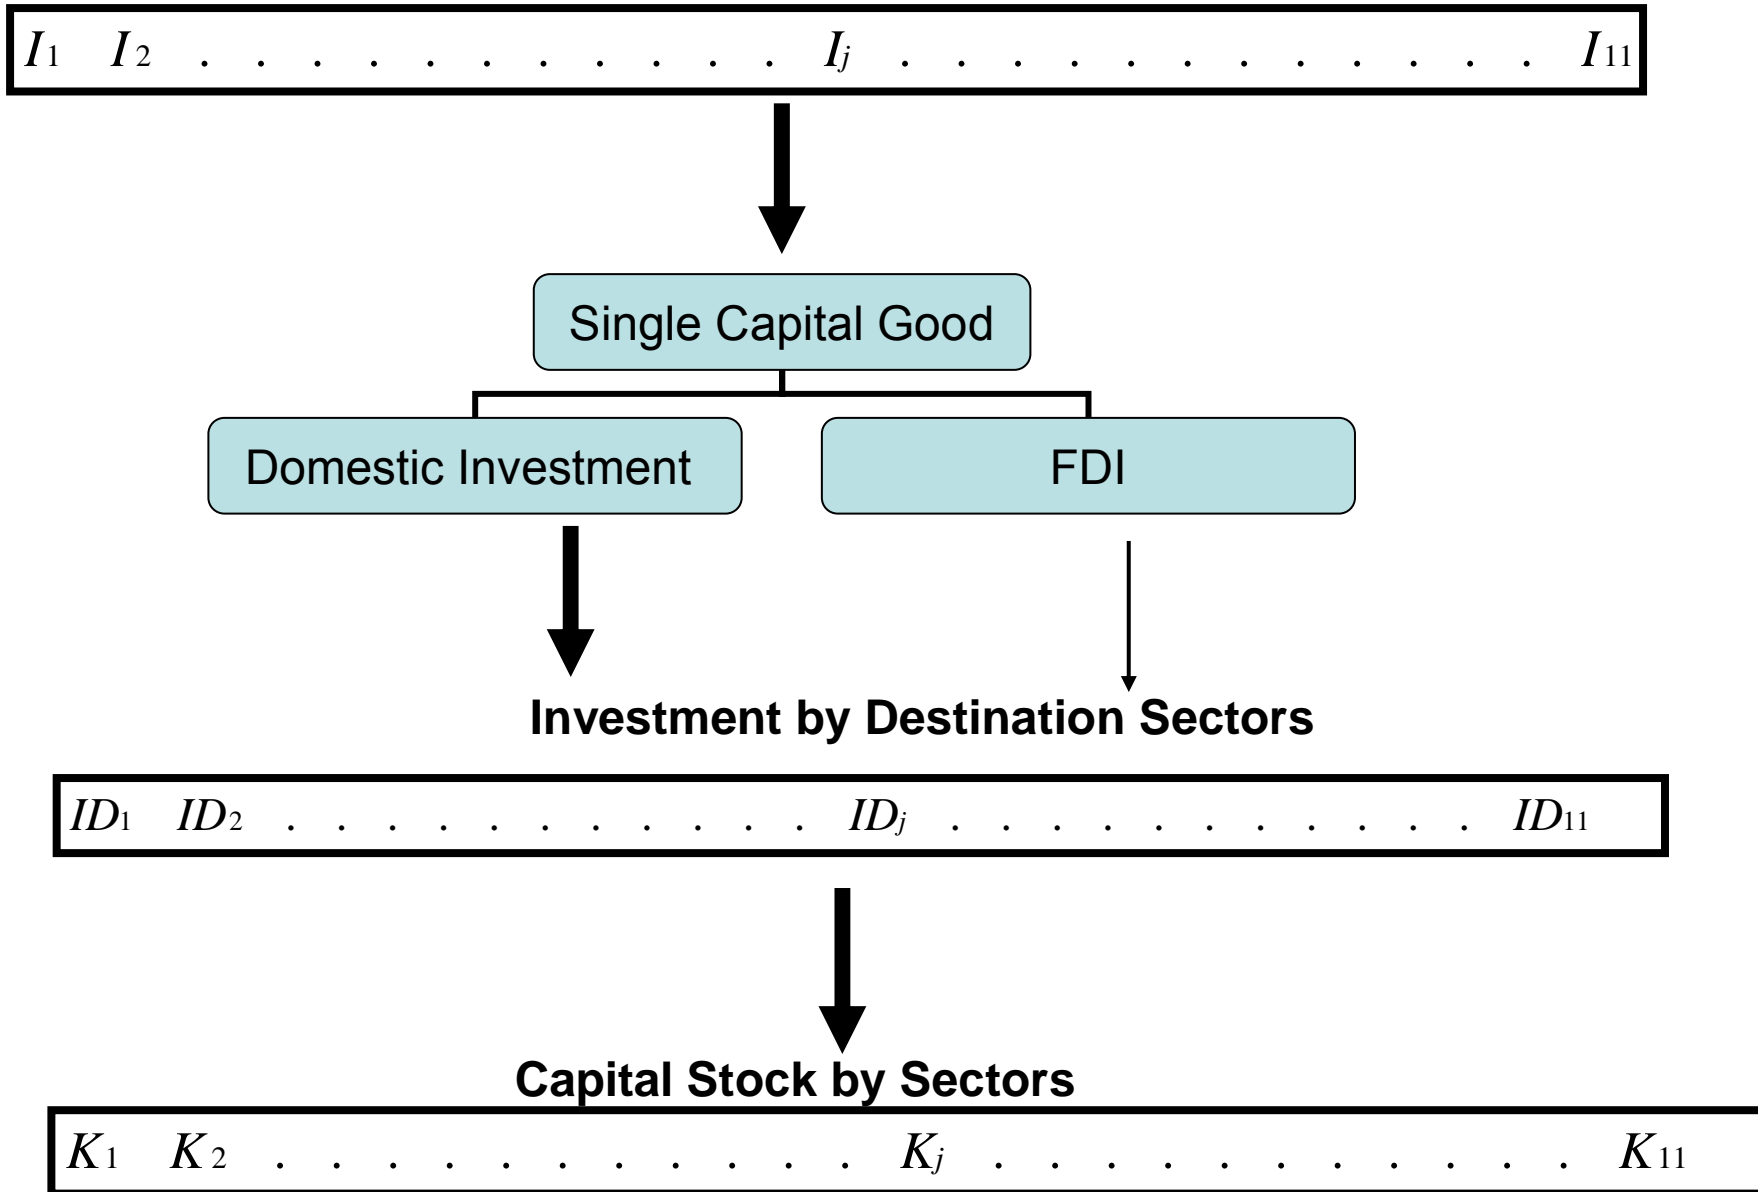 I1 I2 . . . . . . . . . . . Ij . . . . . . . . . . . . I11
Single Capital Good
Domestic Investment
FDI
Investment by Destination Sectors
ID1 ID2 . . . . . . . . . . . IDj . . . . . . . . . . . ID11
Capital Stock by Sectors
K1 K2 . . . . . . . . . . . Kj . . . . . . . . . . . K11